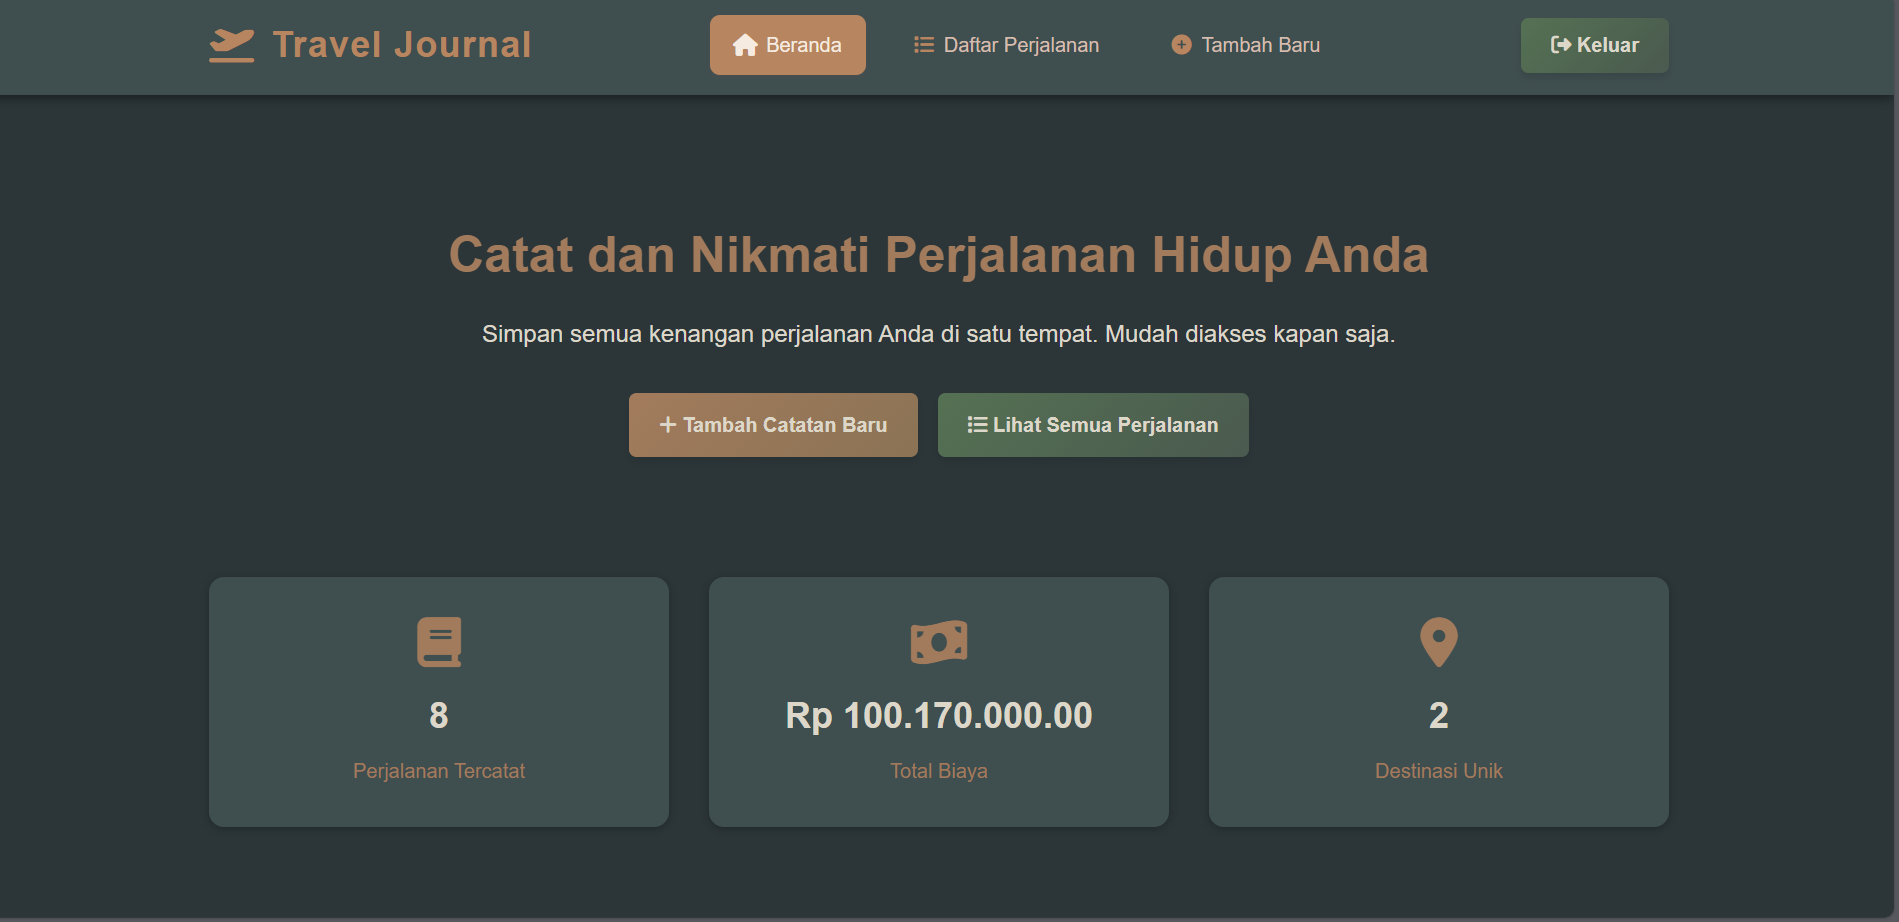 Travel Journal
Beranda
Daftar Perjalanan
Tambah Baru
Keluar
Catat dan Nikmati Perjalanan Hidup Anda
Simpan semua kenangan perjalanan Anda di satu tempat. Mudah diakses kapan saja.
Tambah Catatan Baru
Lihat Semua Perjalanan
8
Perjalanan Tercatat
Rp 100.170.000.00
Total Biaya
2
Destinasi Unik